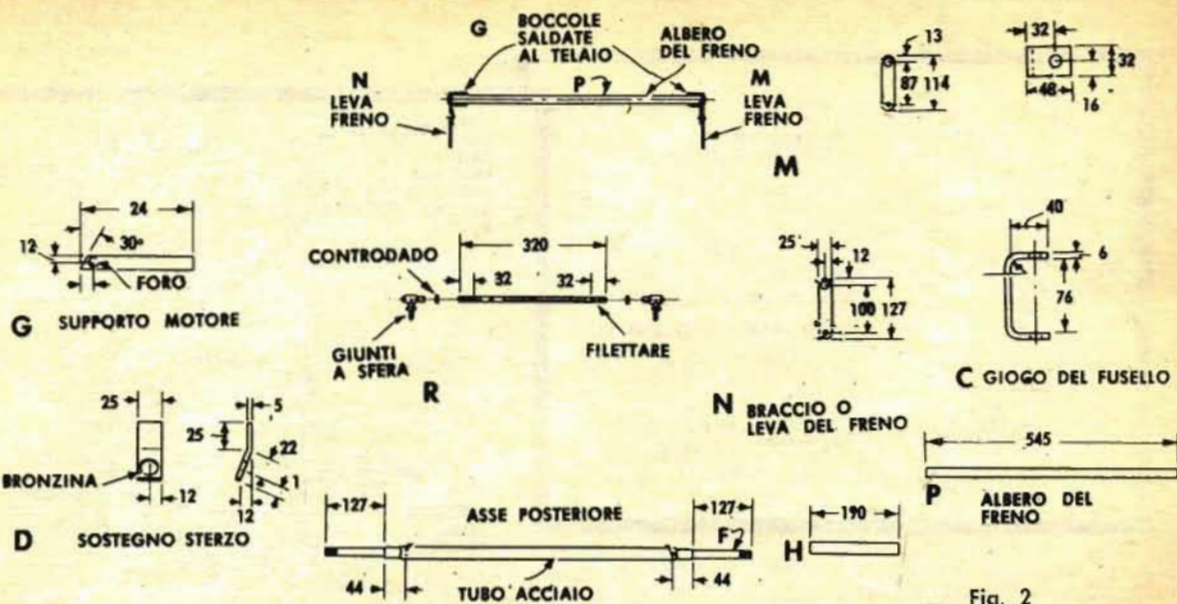 G
BOCCOLE
SALDATE
AL TELAIO
ALBERO
DEL FRENO
P
N
LEVA
FRENO
M
LEVA
FRENO
M
13
87 114
32
32
48
16
24
12
30°
FORO
G SUPPORTO MOTORE
CONTRODADO
320
32 32
GIUNTI
A SFERA
FILETTARE
R
25
12
100 127
N BRACCIO O
LEVA DEL FRENO
40
6
76
C GIOGO DEL FUSELLO
25
5
25
22
1
BRONZINA
12
12
D SOSTEGNO STERZO
127
ASSE POSTERIORE
127
F
44
TUBO ACCIAIO
44
H
190
545
P ALBERO DEL
FRENO
Fig. 2